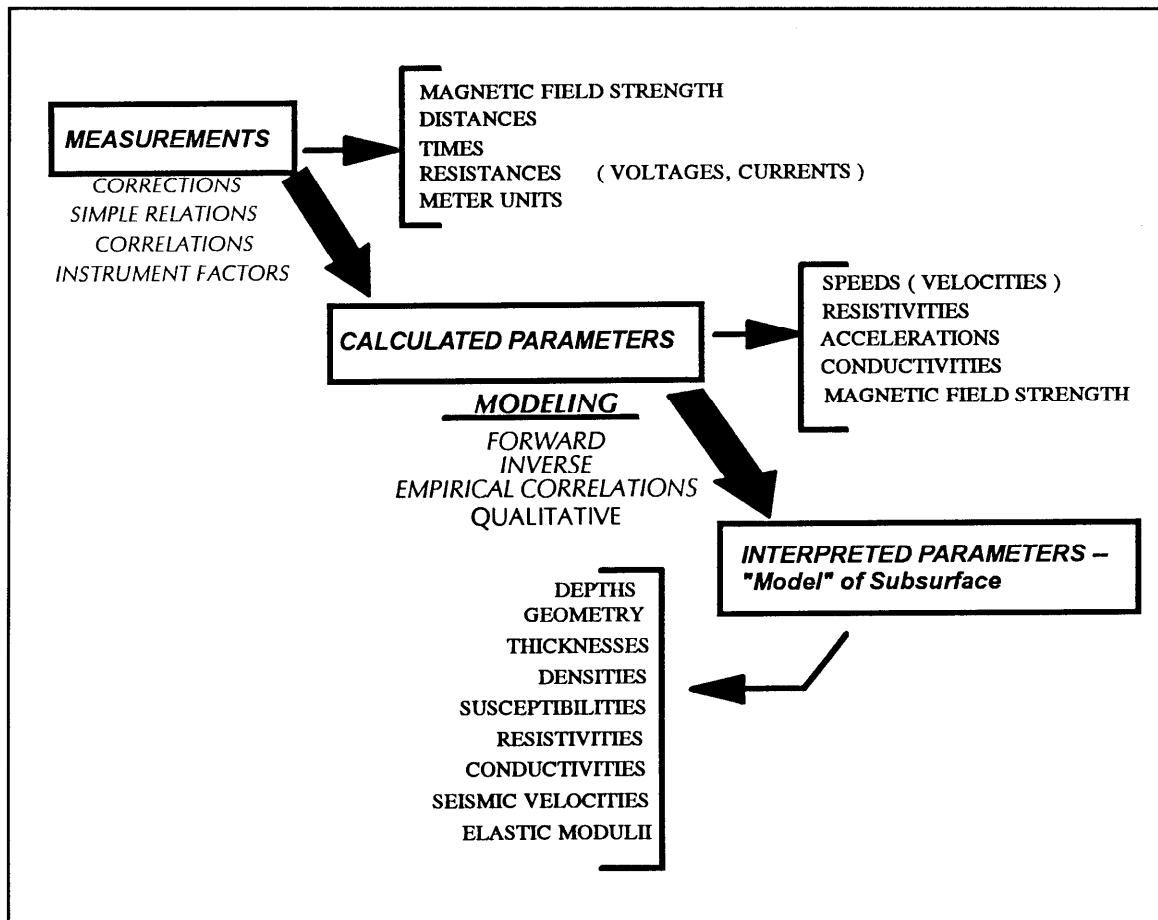 MEASUREMENTS
CORRECTIONS
SIMPLE RELATIONS
CORRELATIONS
INSTRUMENT FACTORS
MAGNETIC FIELD STRENGTH
DISTANCES
TIMES
RESISTANCES ( VOLTAGES, CURRENTS )
METER UNITS
CALCULATED PARAMETERS
SPEEDS ( VELOCITIES )
RESISTIVITIES
ACCELERATIONS
CONDUCTIVITIES
MAGNETIC FIELD STRENGTH
MODELING
FORWARD
INVERSE
EMPIRICAL CORRELATIONS
QUALITATIVE
INTERPRETED PARAMETERS –
"Model" of Subsurface
DEPTHS
GEOMETRY
THICKNESSES
DENSITIES
SUSCEPTIBILITIES
RESISTIVITIES
CONDUCTIVITIES
SEISMIC VELOCITIES
ELASTIC MODULII